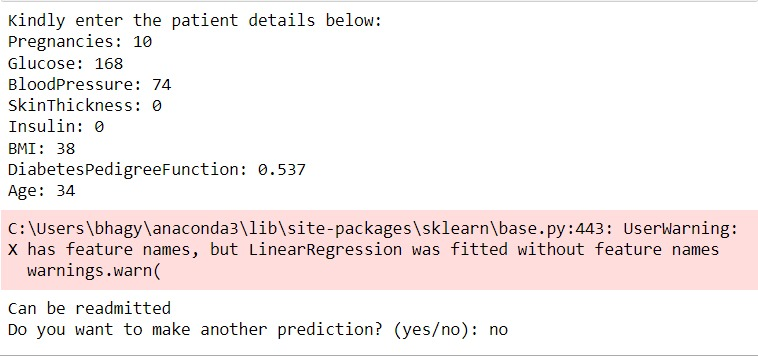 Kindly enter the patient details below:
Pregnancies: 10
Glucose: 168
BloodPressure: 74
SkinThickness: 0
Insulin: 0
BMI: 38
DiabetesPedigreeFunction: 0.537
Age: 34
C:\Users\bhagy\anaconda3\lib\site-packages\sklearn\base.py:443: UserWarning:
X has feature names, but LinearRegression was fitted without feature names
  warnings.warn(
Can be readmitted
Do you want to make another prediction? (yes/no): no